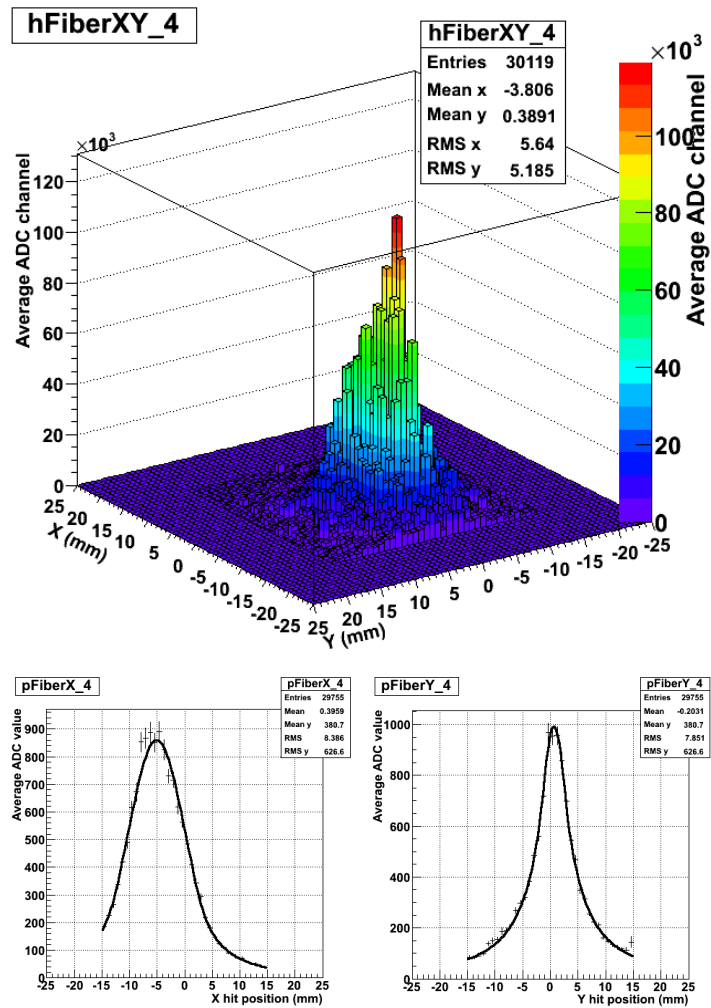 hFiberXY_4
hFiberXY_4
Entries 30119
Mean x -3.806
Mean y 0.3891
RMS x 5.64
RMS y 5.185
×10³
×10³
Average ADC channel
120
100
80
60
40
20
0
25 20 15 10 5 0 -5 -10 -15 -20 -25
X (mm)
25 20 15 10 5 0 -5 -10 -15 -20 -25
Y (mm)
100
80
60
40
20
0
Average ADC channel
pFiberX_4
pFiberX_4
Entries 29755
Mean 0.3959
Mean y 380.7
RMS 8.386
RMS y 626.6
Average ADC value
900
800
700
600
500
400
300
200
100
0
-25 -20 -15 -10 -5 0 5 10 15 20 25
X hit position (mm)
pFiberY_4
pFiberY_4
Entries 29755
Mean -0.2031
Mean y 380.7
RMS 7.851
RMS y 626.6
Average ADC value
1000
800
600
400
200
0
-25 -20 -15 -10 -5 0 5 10 15 20 25
Y hit position (mm)